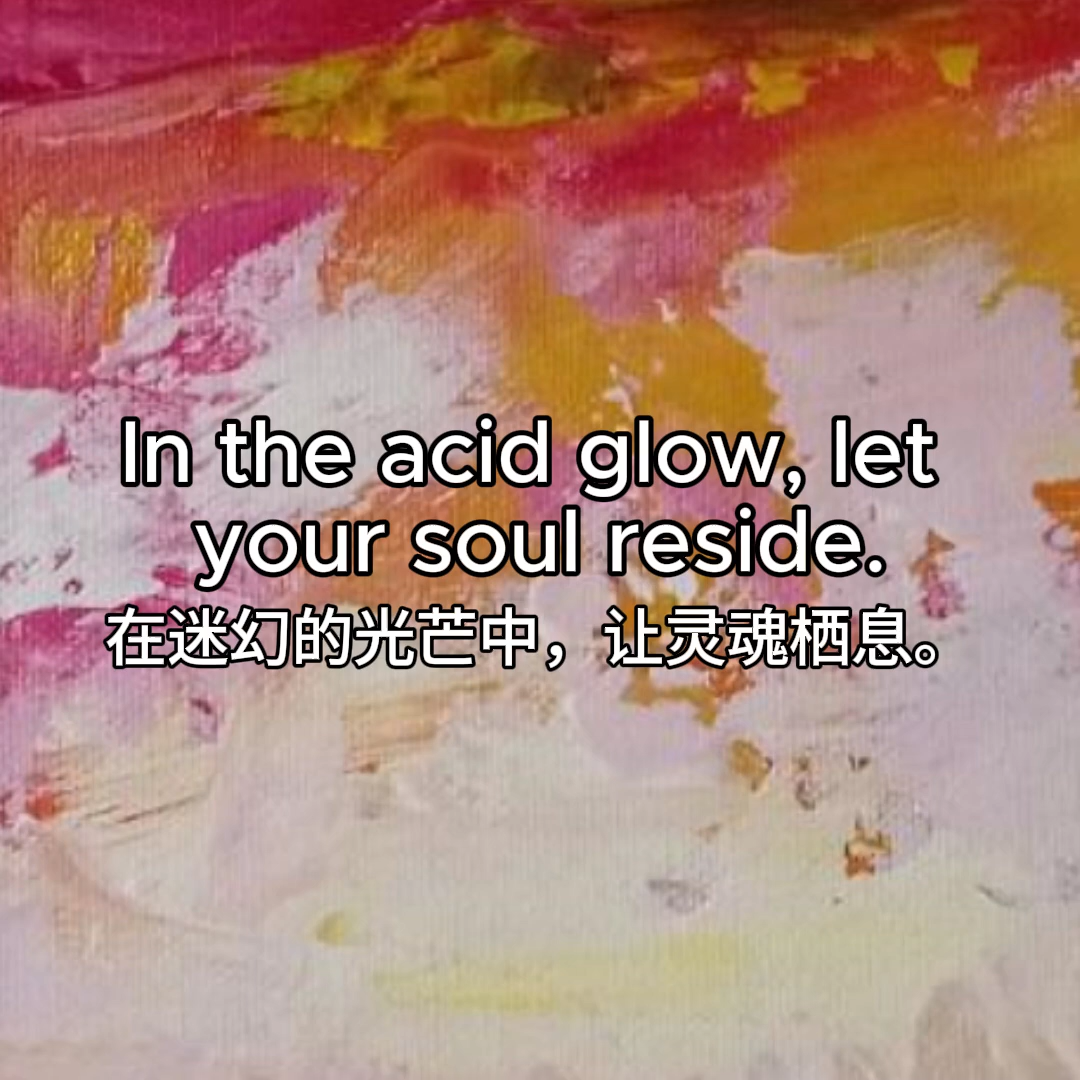 In the acid glow, let
your soul reside.
在迷幻的光芒中，让灵魂栖息。